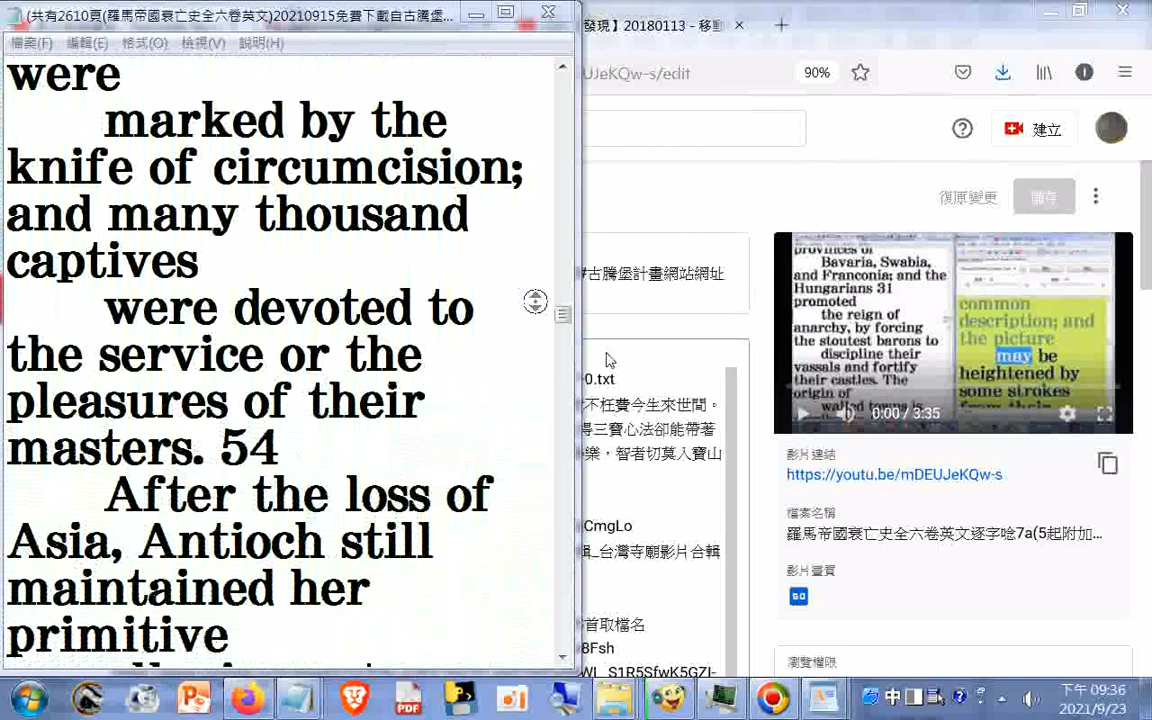 (共有2610頁(羅馬帝國衰亡史全六卷英文)20210915免費下載自古騰堡...
檔案(F) 編輯(E) 格式(O) 檢視(V) 說明(H)
were
marked by the
knife of circumcision;
and many thousand
captives
were devoted to
the service or the
pleasures of their
masters. 54
After the loss of
Asia, Antioch still
maintained her
primitive
發現】20180113 - 移動
UJeKQw-s/edit
90%
建立
復原變更
儲存
#古騰堡計畫網站網址
0.txt
不枉費今生來世間。
得三寶心法卻能帶著
樂,智者切莫入寶山
CmgLo
輯_台灣寺廟影片合輯
首取檔名
8Fsh
WI_S1R5SfwK5GZI-
provinces of
Bavaria, Swabia,
and Franconia; and the
Hungarians 31
promoted
the reign of
anarchy, by forcing
the stoutest barons to
discipline their
vassals and fortify
their castles. The
origin of
walled towns is
common
description; and
the picture
may be
heightened by
some strokes
0:00 / 3:35
影片連結
https://youtu.be/mDEUJeKQw-s
檔案名稱
羅馬帝國衰亡史全六卷英文逐字唸7a(5起附加...
影片畫質
SD
瀏覽權限
中
下午 09:36
2021/9/23